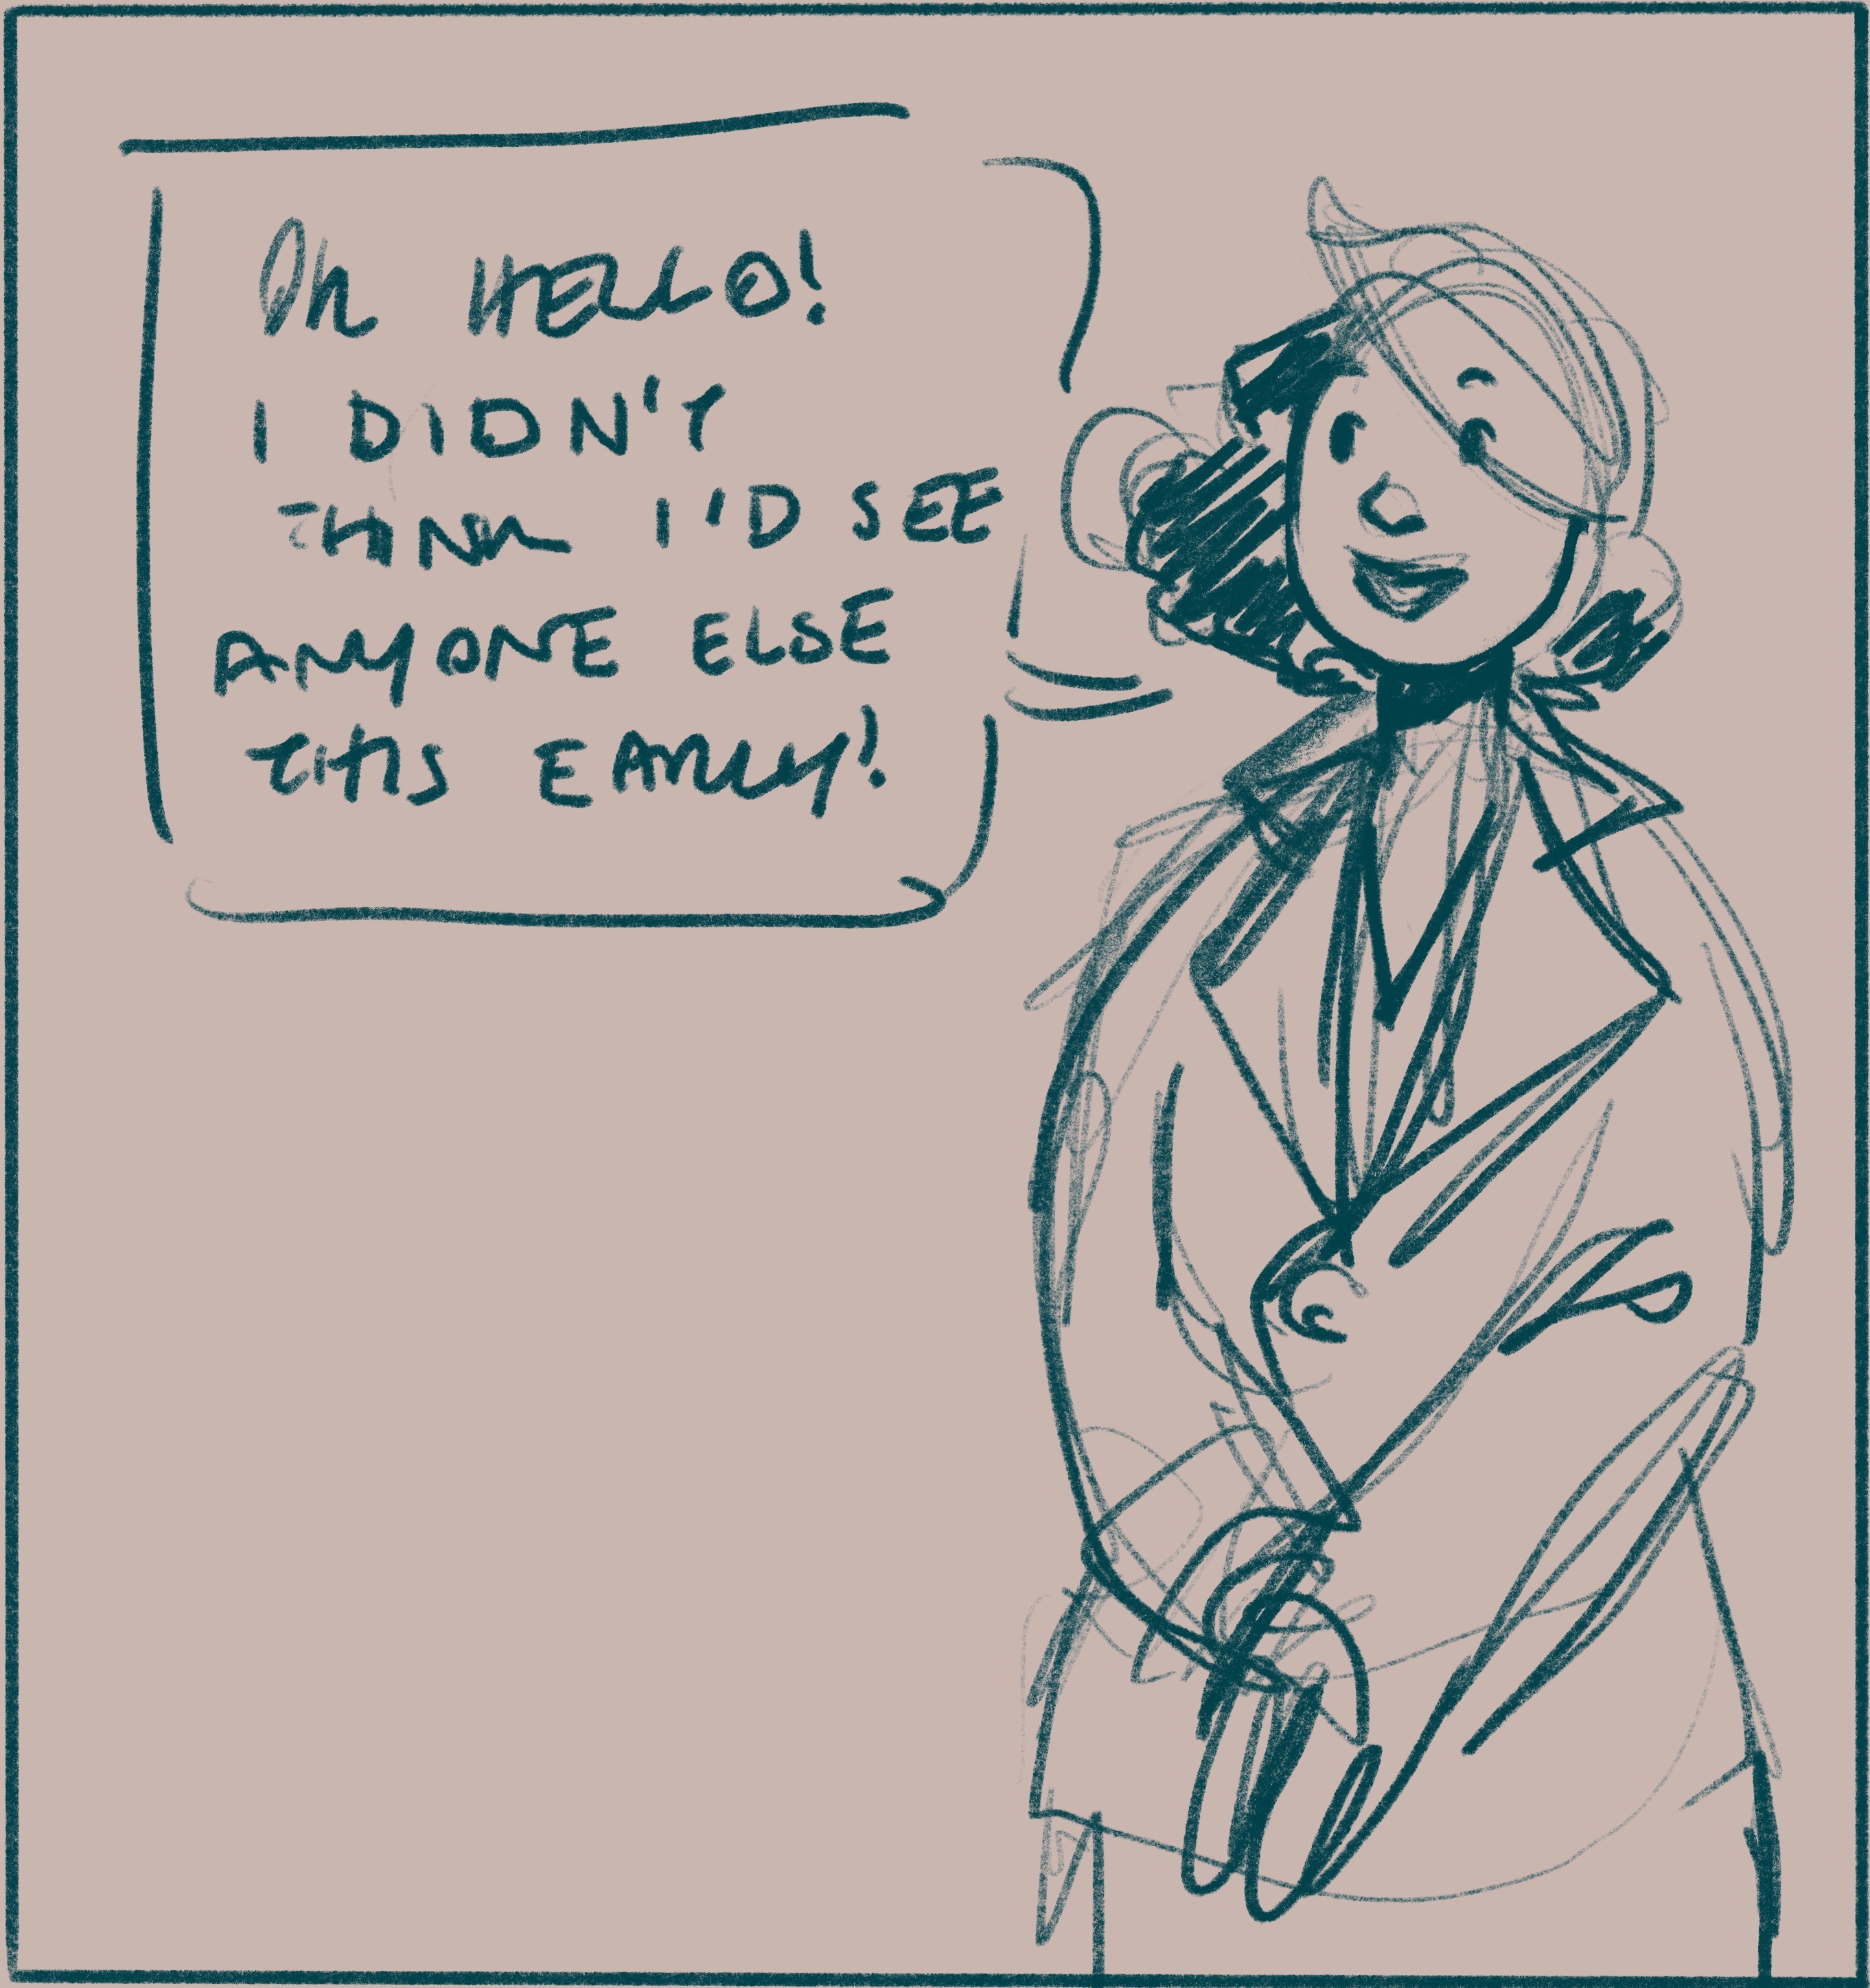 Oh HELLO!
I DIDN'T
THINK I'D SEE
ANYONE ELSE
THIS EARLY!